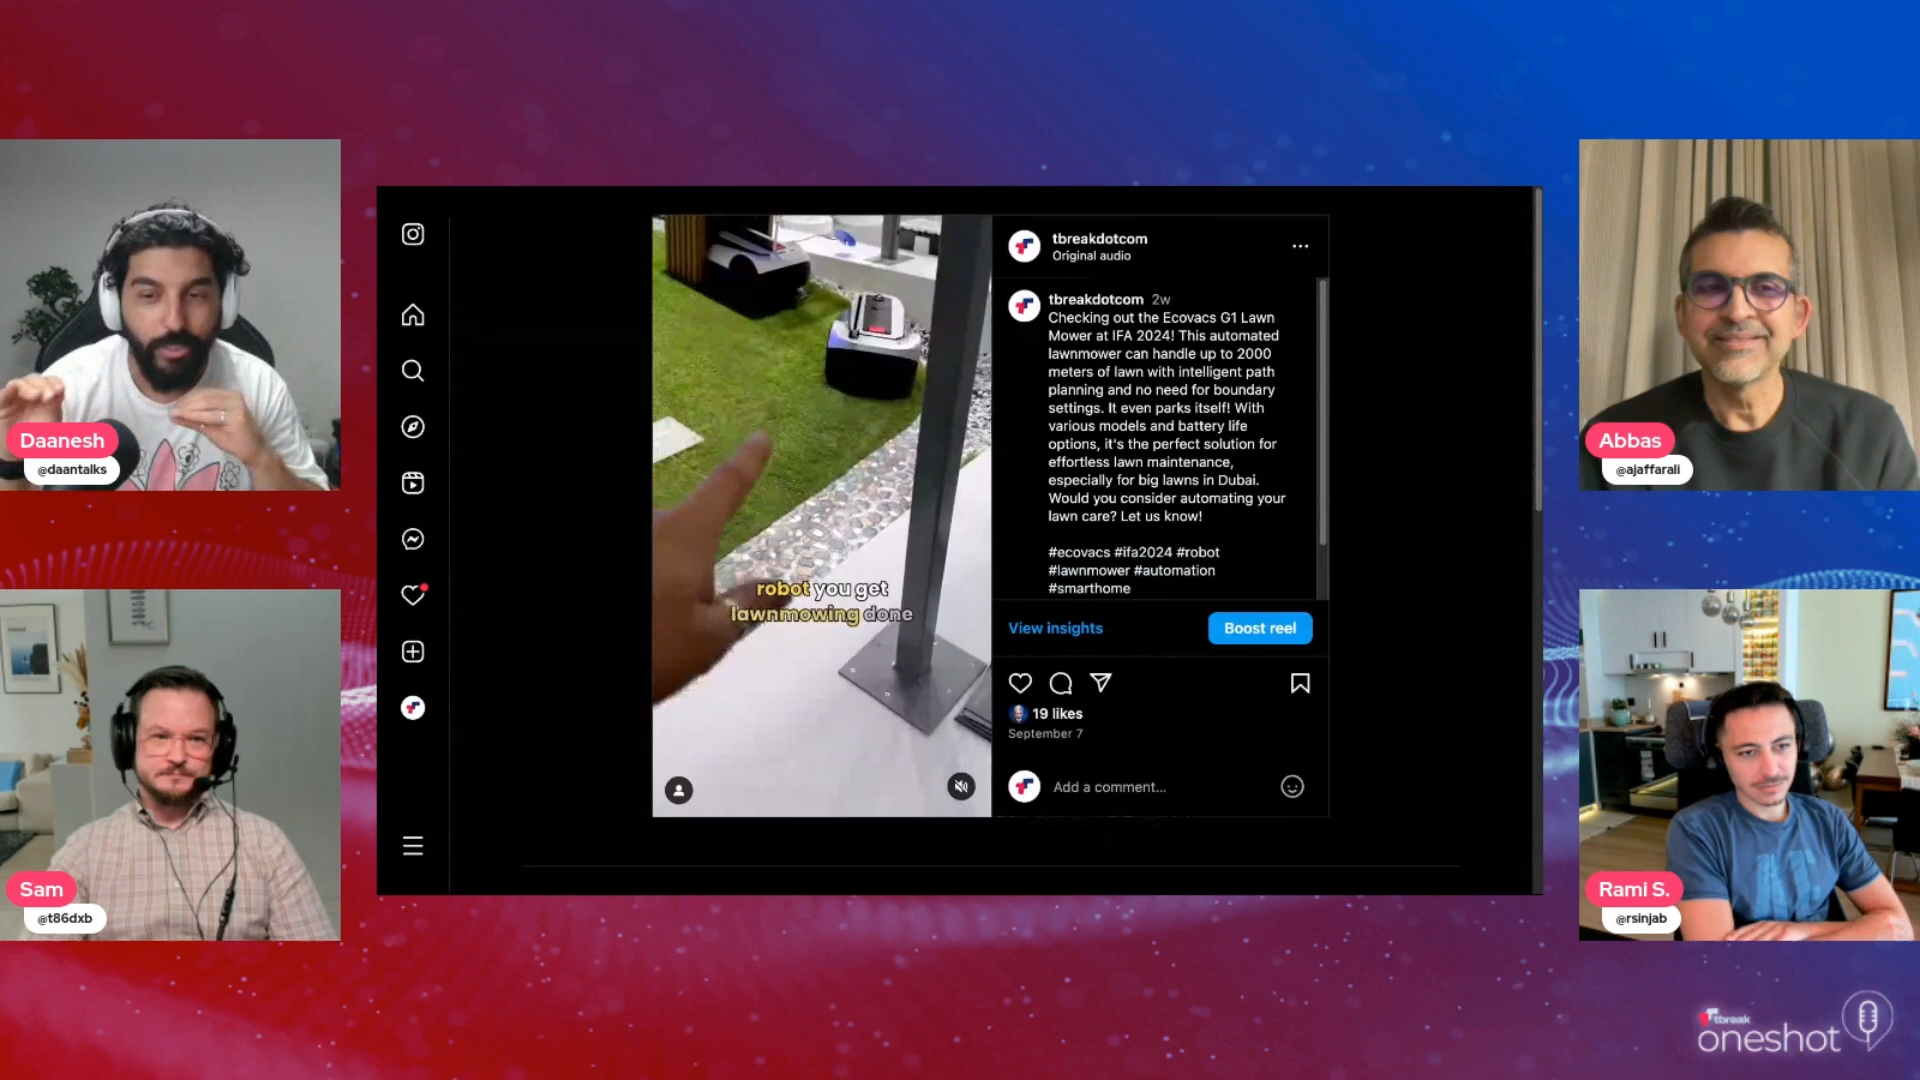 Daanesh
@daantalks
Sam
@t86dxb
robot you get
lawnmowing done
tbreakdotcom
Original audio
tbreakdotcom 2w
Checking out the Ecovacs G1 Lawn
Mower at IFA 2024! This automated
lawnmower can handle up to 2000
meters of lawn with intelligent path
planning and no need for boundary
settings. It even parks itself! With
various models and battery life
options, it's the perfect solution for
effortless lawn maintenance,
especially for big lawns in Dubai.
Would you consider automating your
lawn care? Let us know!
#ecovacs #ifa2024 #robot
#lawnmower #automation
#smarthome
View insights
Boost reel
19 likes
September 7
Add a comment...
Abbas
@ajaffarali
Rami S.
@rsinjab
tbreak
oneshot